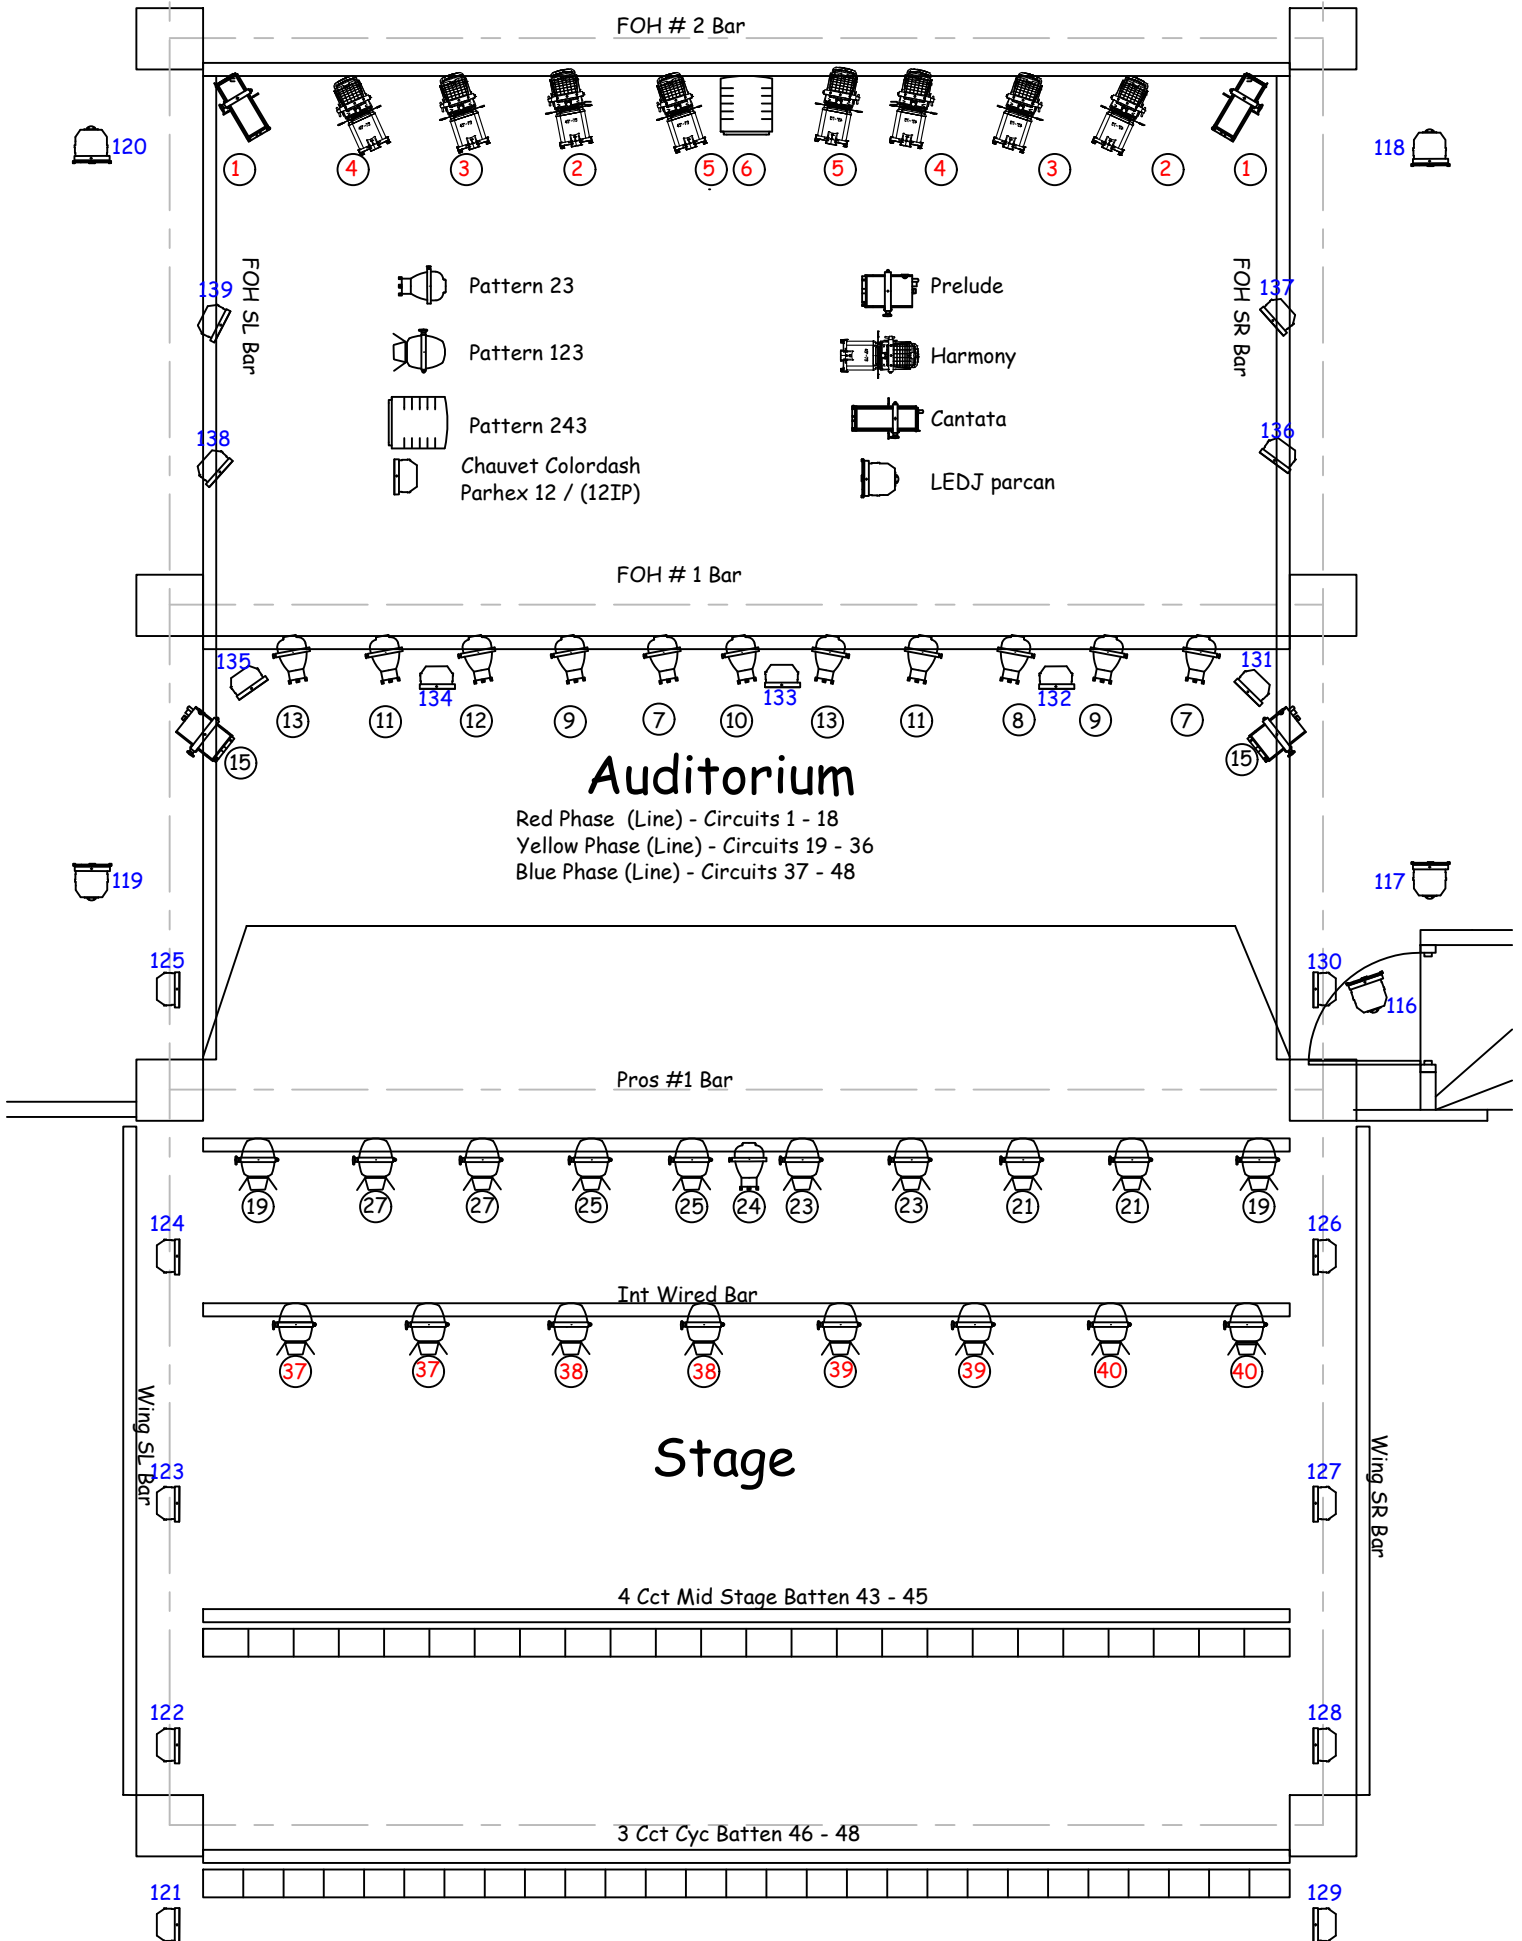 FOH # 2 Bar
120
118
1
4
3
2
5
6
5
4
3
2
1
139
FOH SL Bar
Pattern 23
Prelude
FOH SR Bar
137
Pattern 123
Harmony
138
Pattern 243
Cantata
136
Chauvet Colordash
Parhex 12 / (12IP)
LEDJ parcan
FOH # 1 Bar
135
134
133
132
131
13
11
12
9
7
10
13
11
8
9
7
15
15
Auditorium
Red Phase (Line) - Circuits 1 - 18
Yellow Phase (Line) - Circuits 19 - 36
Blue Phase (Line) - Circuits 37 - 48
119
117
125
130
116
Pros #1 Bar
19
27
27
25
25
24
23
23
21
21
19
124
126
Int Wired Bar
37
37
38
38
39
39
40
40
Wing SL Bar
Stage
Wing SR Bar
123
127
4 Cct Mid Stage Batten 43 - 45
122
128
3 Cct Cyc Batten 46 - 48
121
129